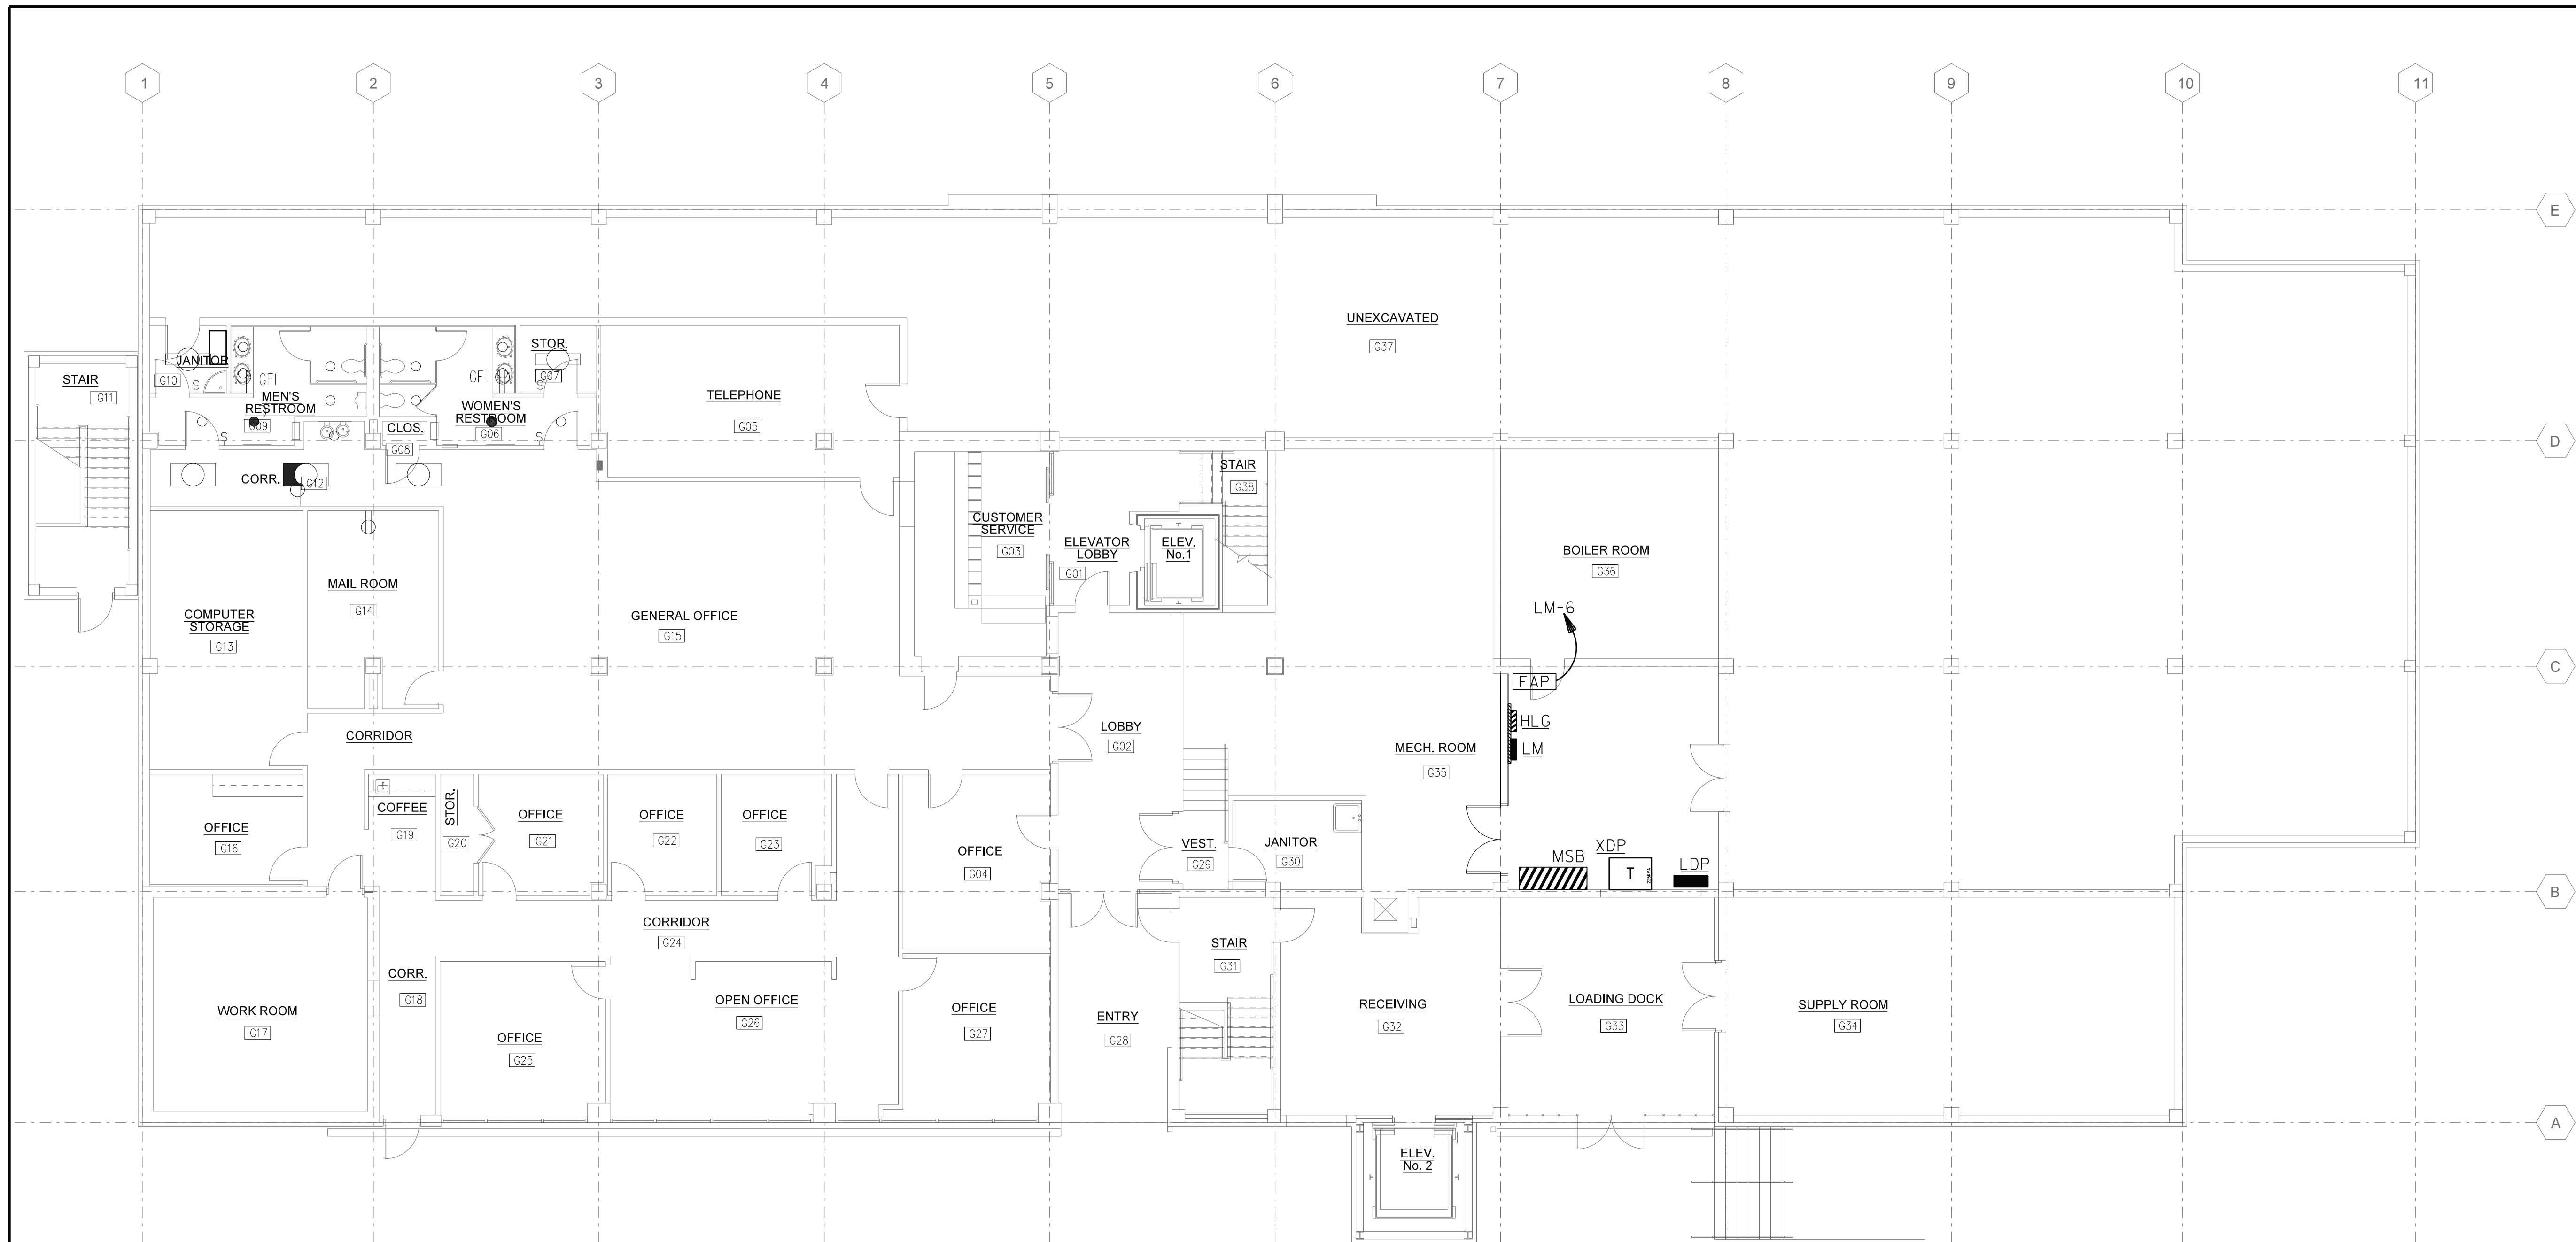 1
2
3
4
5
6
7
8
9
10
11
E
UNEXCAVATED
G37
STOR.
G07
JANITOR
G10
S
GFI
GFI
S
STAIR
G11
MEN'S
RESTROOM
G09
WOMEN'S
RESTROOM
G06
TELEPHONE
G05
CLOS.
G08
S
S
D
CORR.
G12
STAIR
G38
CUSTOMER
SERVICE
G03
ELEVATOR
LOBBY
G01
ELEV.
No.1
BOILER ROOM
G36
MAIL ROOM
G14
COMPUTER
STORAGE
G13
GENERAL OFFICE
G15
LM-6
C
FAP
HLG
LM
CORRIDOR
LOBBY
G02
MECH. ROOM
G35
COFFEE
G19
STOR.
G20
OFFICE
G21
OFFICE
G22
OFFICE
G23
OFFICE
G16
OFFICE
G04
VEST.
G29
JANITOR
G30
MSB
XDP
T
LDP
B
CORRIDOR
G24
STAIR
G31
CORR.
G18
WORK ROOM
G17
OPEN OFFICE
G26
OFFICE
G27
OFFICE
G25
ENTRY
G28
RECEIVING
G32
LOADING DOCK
G33
SUPPLY ROOM
G34
A
ELEV.
No. 2